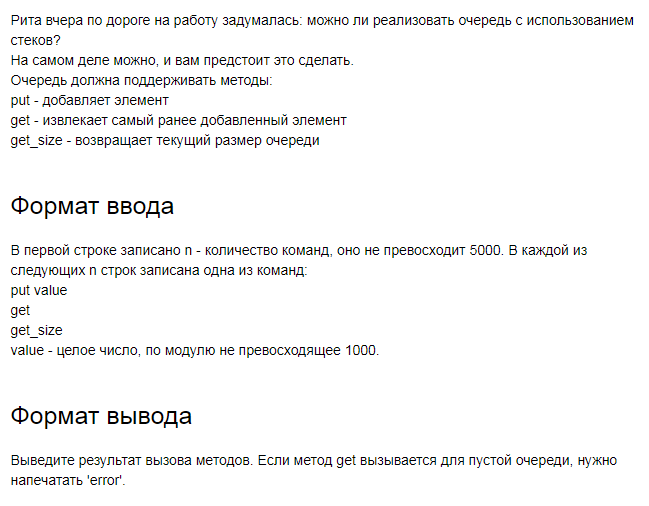 Рита вчера по дороге на работу задумалась: можно ли реализовать очередь с использованием
стеков?
На самом деле можно, и вам предстоит это сделать.
Очередь должна поддерживать методы:
put - добавляет элемент
get - извлекает самый ранее добавленный элемент
get_size - возвращает текущий размер очереди
Формат ввода
В первой строке записано n - количество команд, оно не превосходит 5000. В каждой из
следующих n строк записана одна из команд:
put value
get
get_size
value - целое число, по модулю не превосходящее 1000.
Формат вывода
Выведите результат вызова методов. Если метод get вызывается для пустой очереди, нужно
напечатать 'error'.